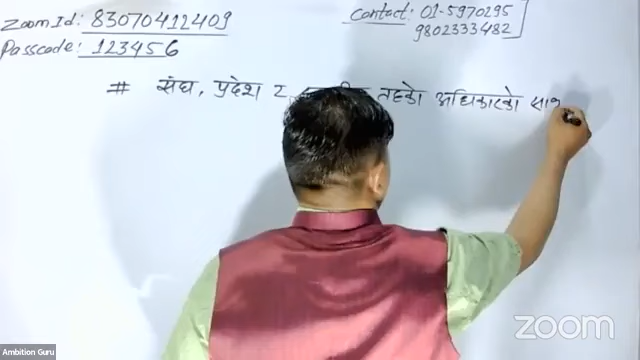 Zoom Id: 83070412409
Passcode: 123456
Contact: 01-5970295
9802333482
# संघ, प्रदेश र तहको अधिकारको
zoom
Ambition Guru